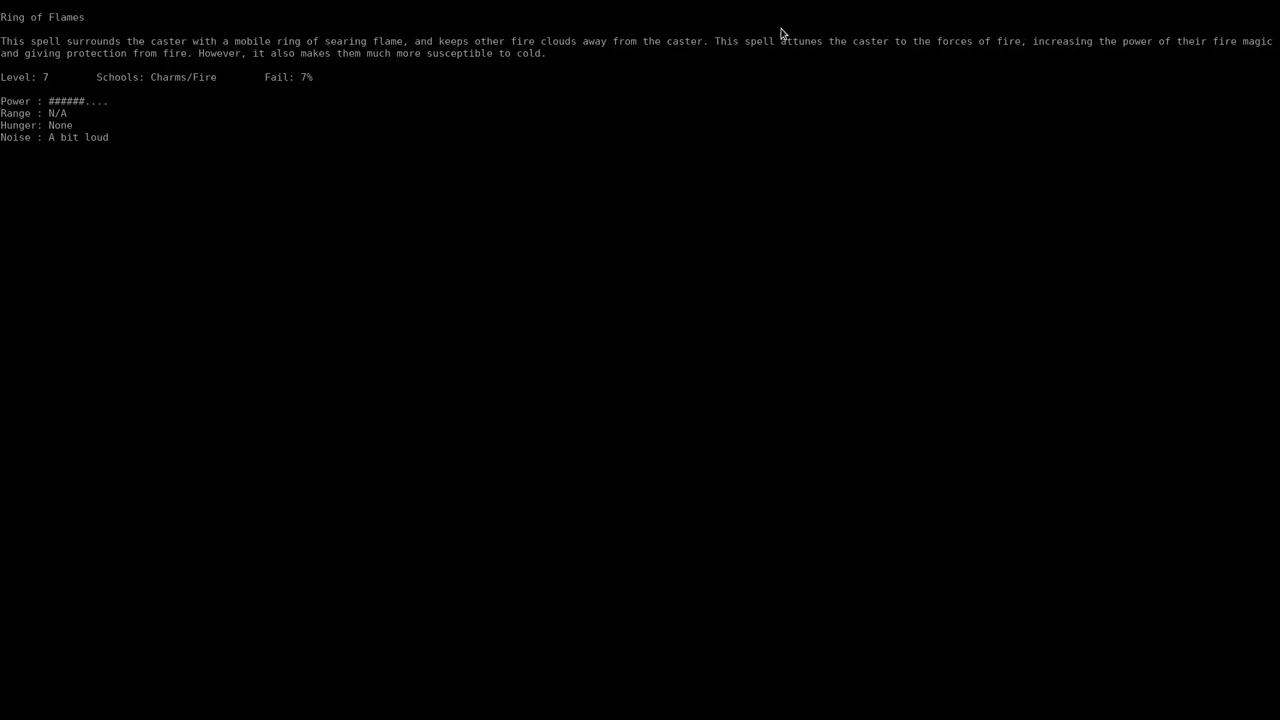 Ring of Flames
This spell surrounds the caster with a mobile ring of searing flame, and keeps other fire clouds away from the caster. This spell attunes the caster to the forces of fire, increasing the power of their fire magic
and giving protection from fire. However, it also makes them much more susceptible to cold.
Level: 7        Schools: Charms/Fire        Fail: 7%
Power : ######....
Range : N/A
Hunger: None
Noise : A bit loud